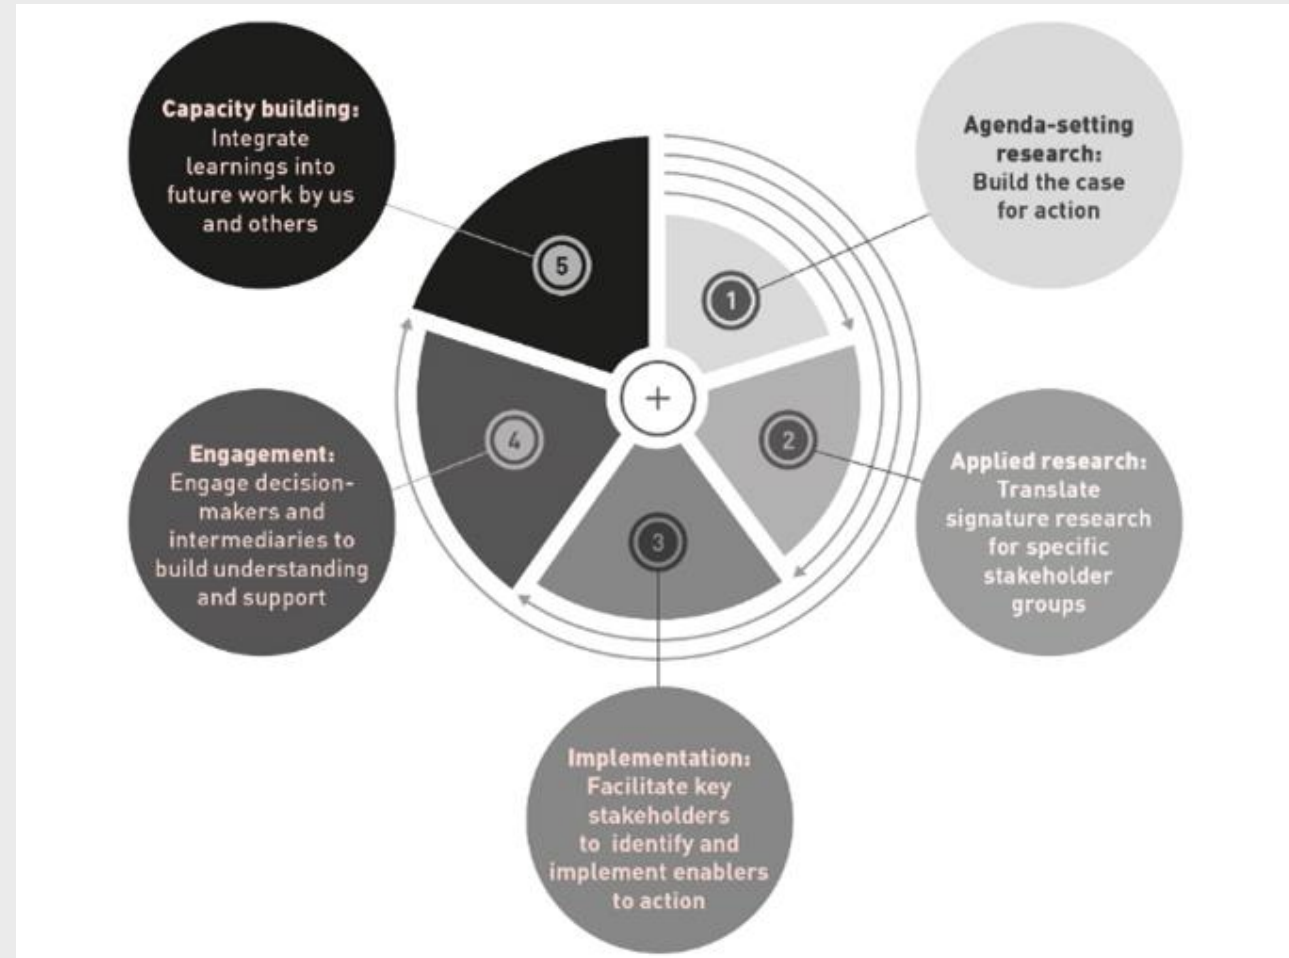 Agenda-setting
research:
Build the case
for action
1
Applied research:
Translate
signature research
for specific
stakeholder
groups
2
Implementation:
Facilitate key
stakeholders
to identify and
implement enablers
to action
3
Engagement:
Engage decision-
makers and
intermediaries to
build understanding
and support
4
Capacity building:
Integrate
learnings into
future work by us
and others
5
+